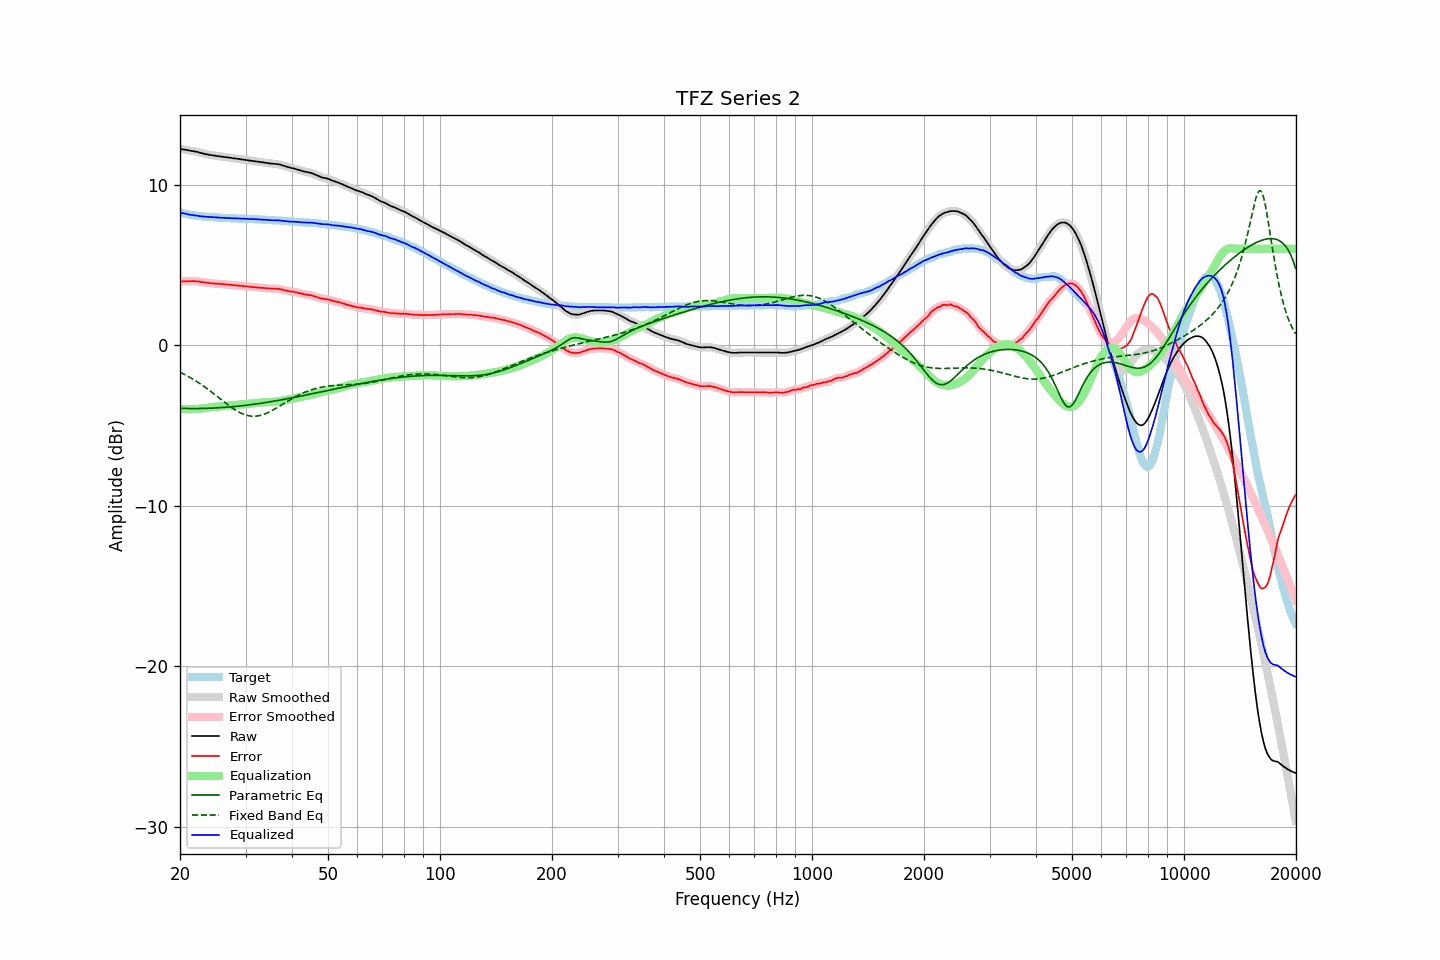 TFZ Series 2
Amplitude (dBr)
10
0
−10
−20
−30
Target
Raw Smoothed
Error Smoothed
Raw
Error
Equalization
Parametric Eq
Fixed Band Eq
Equalized
20 50 100 200 500 1000 2000 5000 10000 20000
Frequency (Hz)